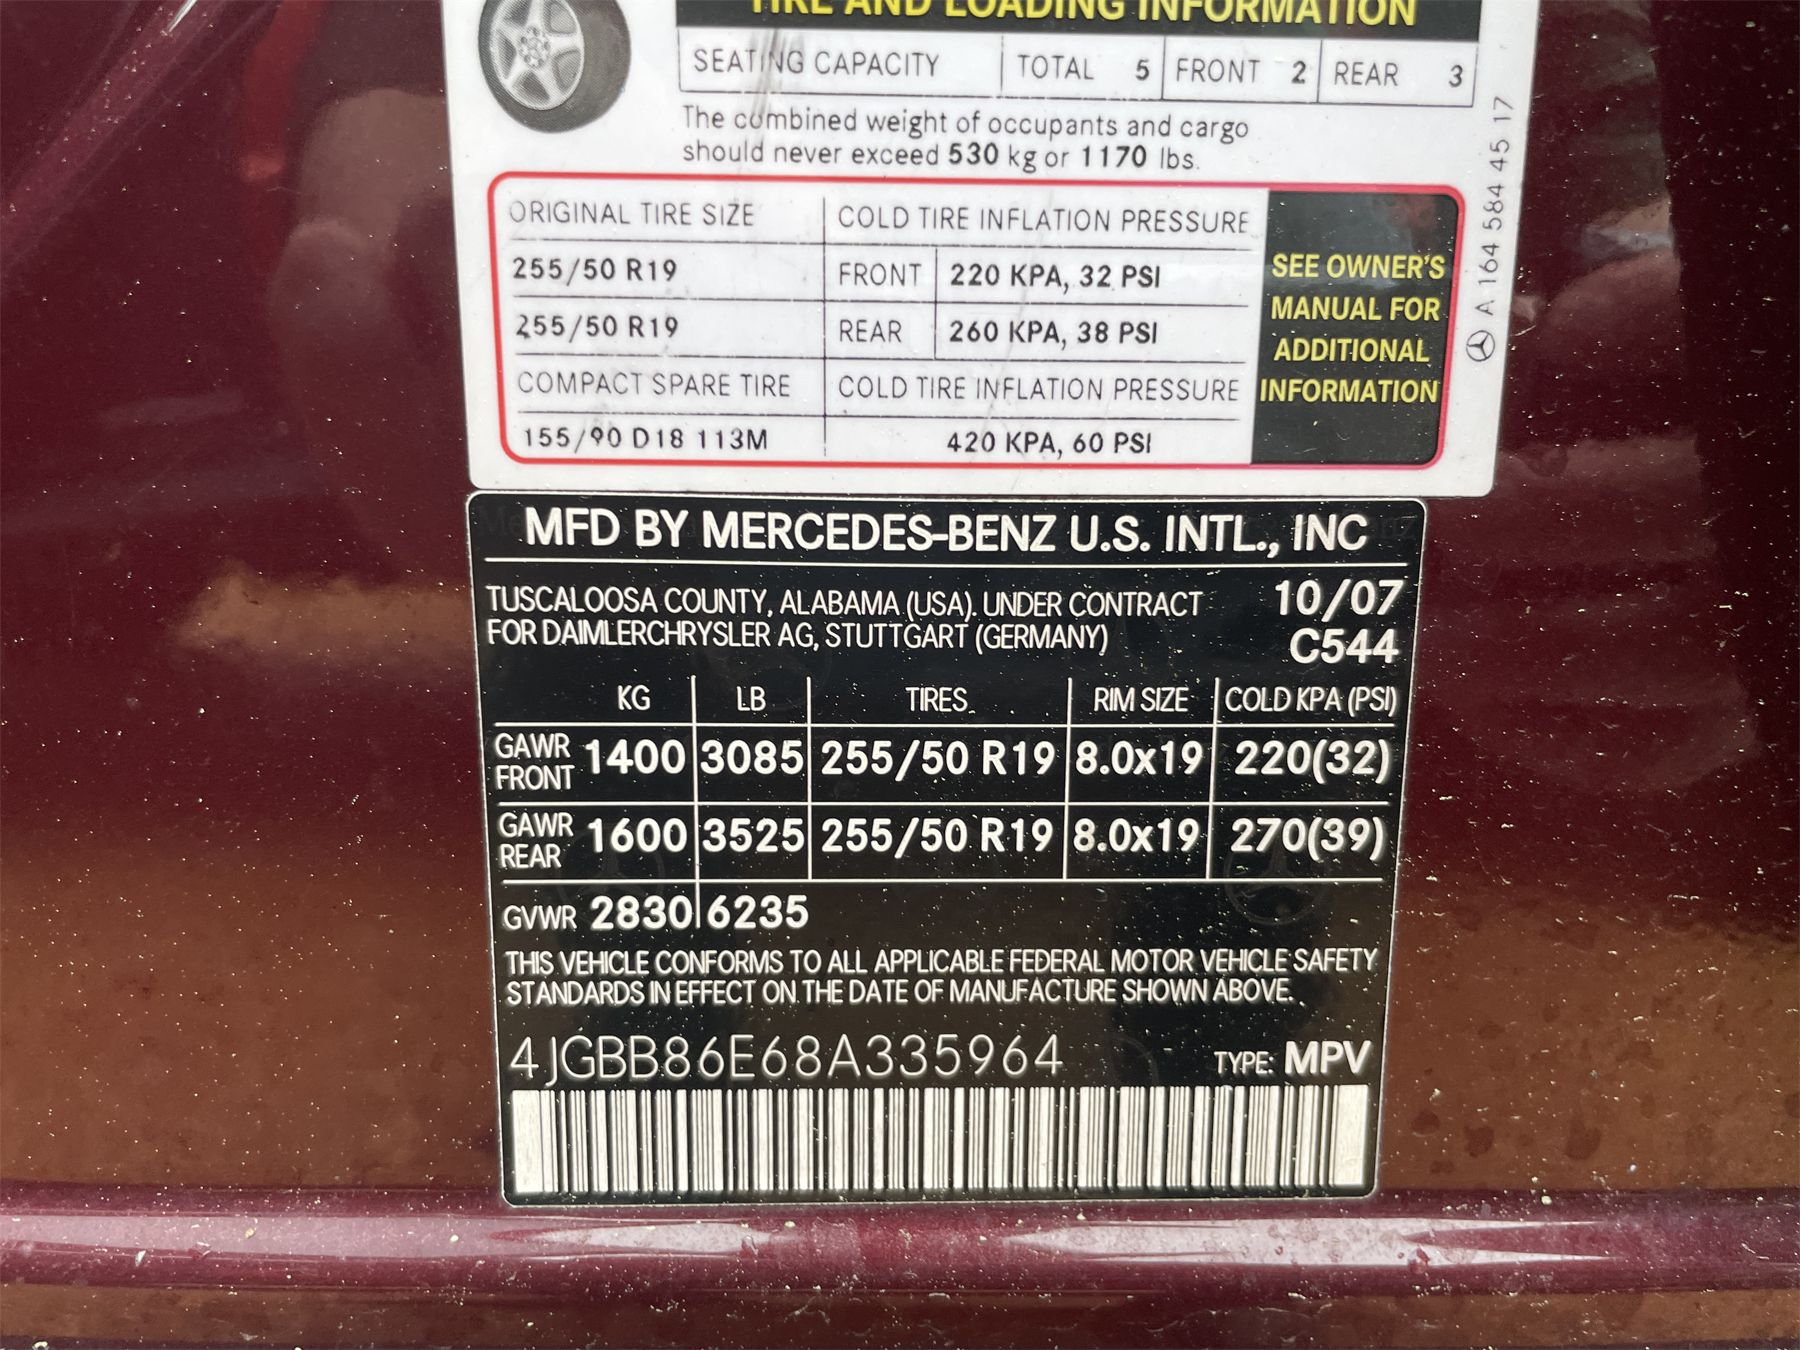 TIRE AND LOADING INFORMATION
SEATING CAPACITY TOTAL 5 FRONT 2 REAR 3
The combined weight of occupants and cargo
should never exceed 530 kg or 1170 lbs.
ORIGINAL TIRE SIZE COLD TIRE INFLATION PRESSURE
255/50 R19 FRONT 220 KPA, 32 PSI
255/50 R19 REAR 260 KPA, 38 PSI
COMPACT SPARE TIRE COLD TIRE INFLATION PRESSURE
155/90 D18 113M 420 KPA, 60 PSI
SEE OWNER'S
MANUAL FOR
ADDITIONAL
INFORMATION
A 164 584 45 17
MFD BY MERCEDES-BENZ U.S. INTL., INC
TUSCALOOSA COUNTY, ALABAMA (USA). UNDER CONTRACT 10/07
FOR DAIMLERCHRYSLER AG, STUTTGART (GERMANY) C544
KG LB TIRES RIM SIZE COLD KPA (PSI)
GAWR FRONT 1400 3085 255/50 R19 8.0x19 220(32)
GAWR REAR 1600 3525 255/50 R19 8.0x19 270(39)
GVWR 2830 6235
THIS VEHICLE CONFORMS TO ALL APPLICABLE FEDERAL MOTOR VEHICLE SAFETY
STANDARDS IN EFFECT ON THE DATE OF MANUFACTURE SHOWN ABOVE.
4JGBB86E68A335964 TYPE: MPV